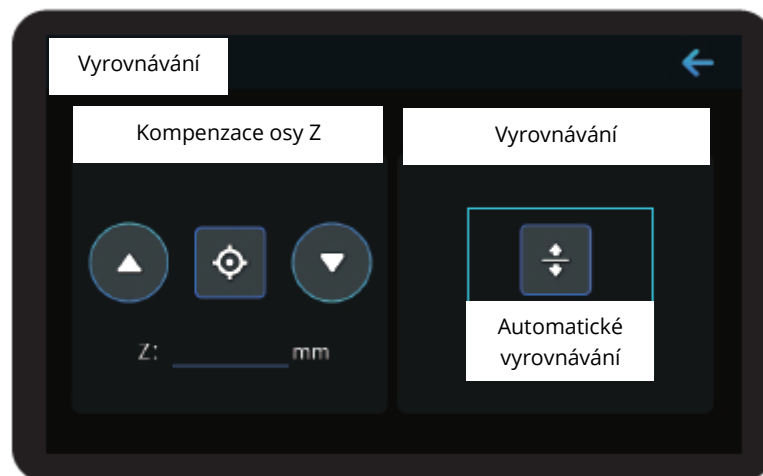 Vyrovnávání
Kompenzace osy Z
Vyrovnávání
Z: mm
Automatické
vyrovnávání